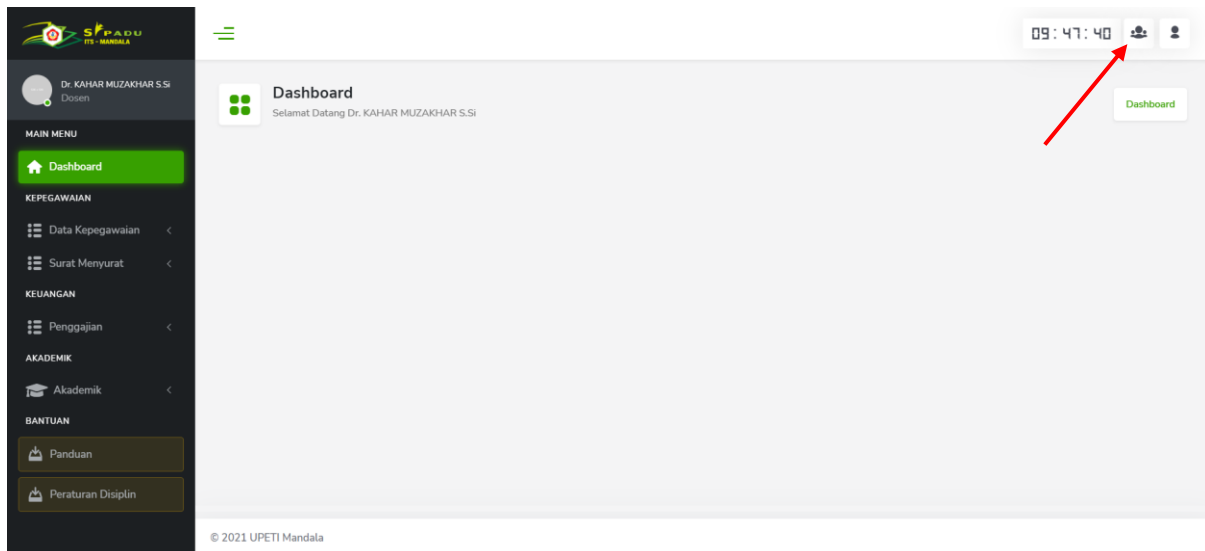 SIPADU
ITS - MANDALA
09:47:40
Dr. KAHAR MUZAKHAR S.Si
Dosen
Dashboard
Selamat Datang Dr. KAHAR MUZAKHAR S.Si
Dashboard
MAIN MENU
Dashboard
KEPEGAWAIAN
Data Kepegawaian
Surat Menyurat
KEUANGAN
Penggajian
AKADEMIK
Akademik
BANTUAN
Panduan
Peraturan Disiplin
© 2021 UPETI Mandala